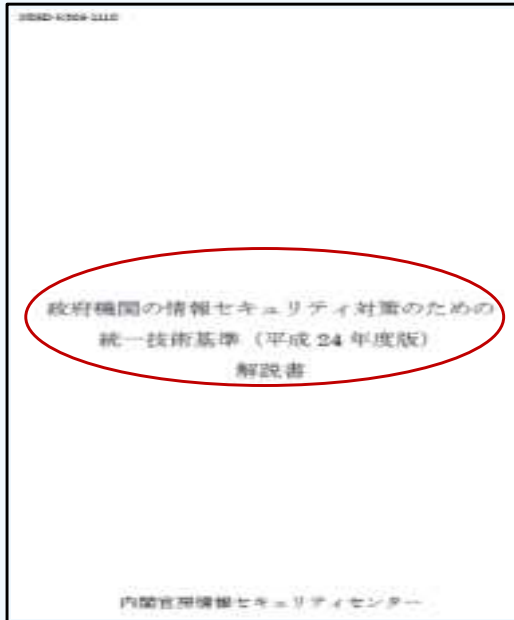 政府機関の情報セキュリティ対策のための
統一技術基準（平成 24 年度版）
解説書
内閣官房情報セキュリティセンター